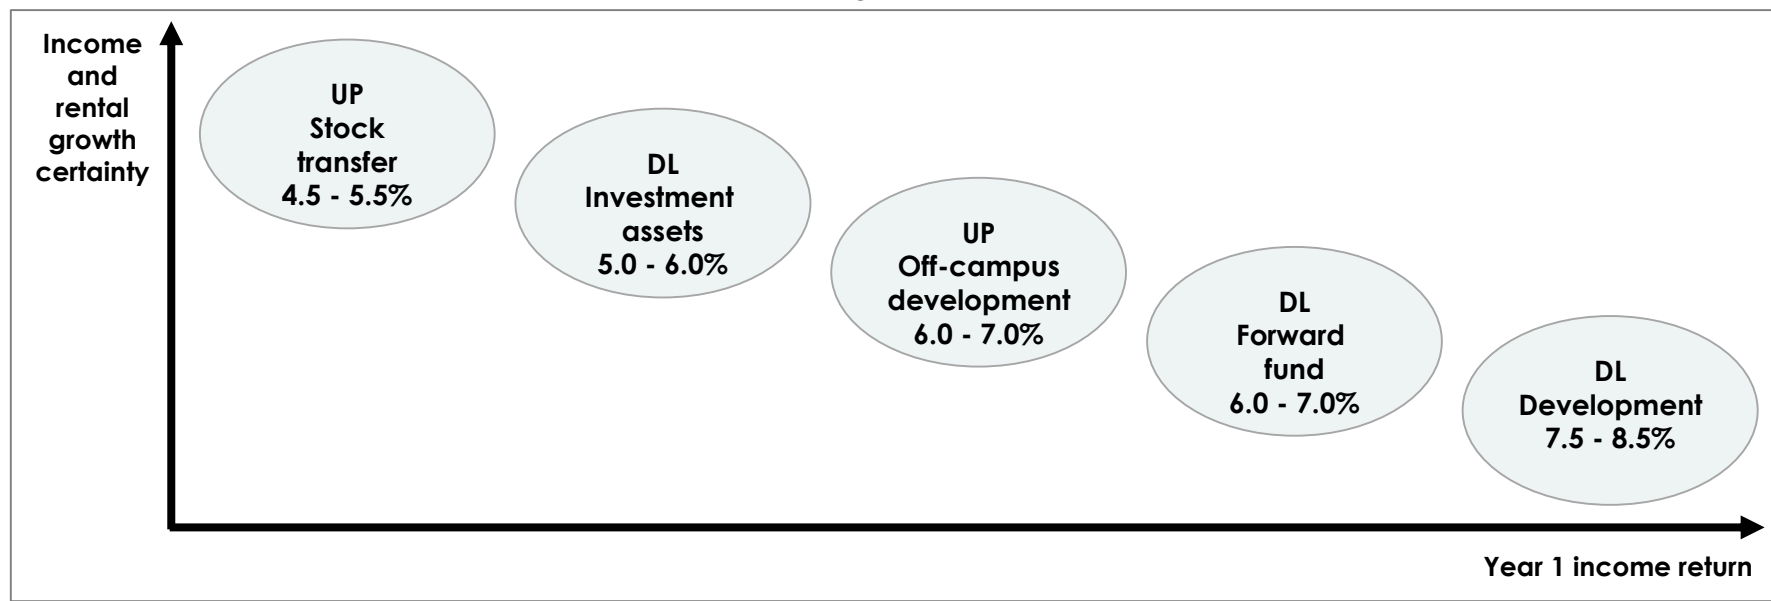 Income
and
rental
growth
certainty
UP
Stock
transfer
4.5 - 5.5%
DL
Investment
assets
5.0 - 6.0%
UP
Off-campus
development
6.0 - 7.0%
DL
Forward
fund
6.0 - 7.0%
DL
Development
7.5 - 8.5%
Year 1 income return